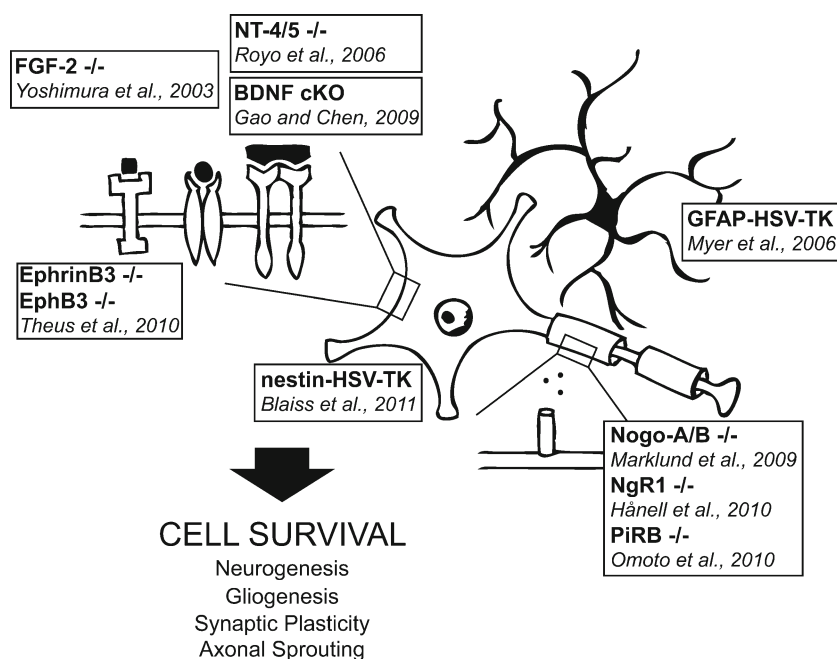 NT-4/5 -/-
Royo et al., 2006
FGF-2 -/-
Yoshimura et al., 2003
BDNF cKO
Gao and Chen, 2009
GFAP-HSV-TK
Myer et al., 2006
EphrinB3 -/-
EphB3 -/-
Theus et al., 2010
nestin-HSV-TK
Blaiss et al., 2011
Nogo-A/B -/-
Marklund et al., 2009
NgR1 -/-
Hånell et al., 2010
PiRB -/-
Omoto et al., 2010
CELL SURVIVAL
Neurogenesis
Gliogenesis
Synaptic Plasticity
Axonal Sprouting